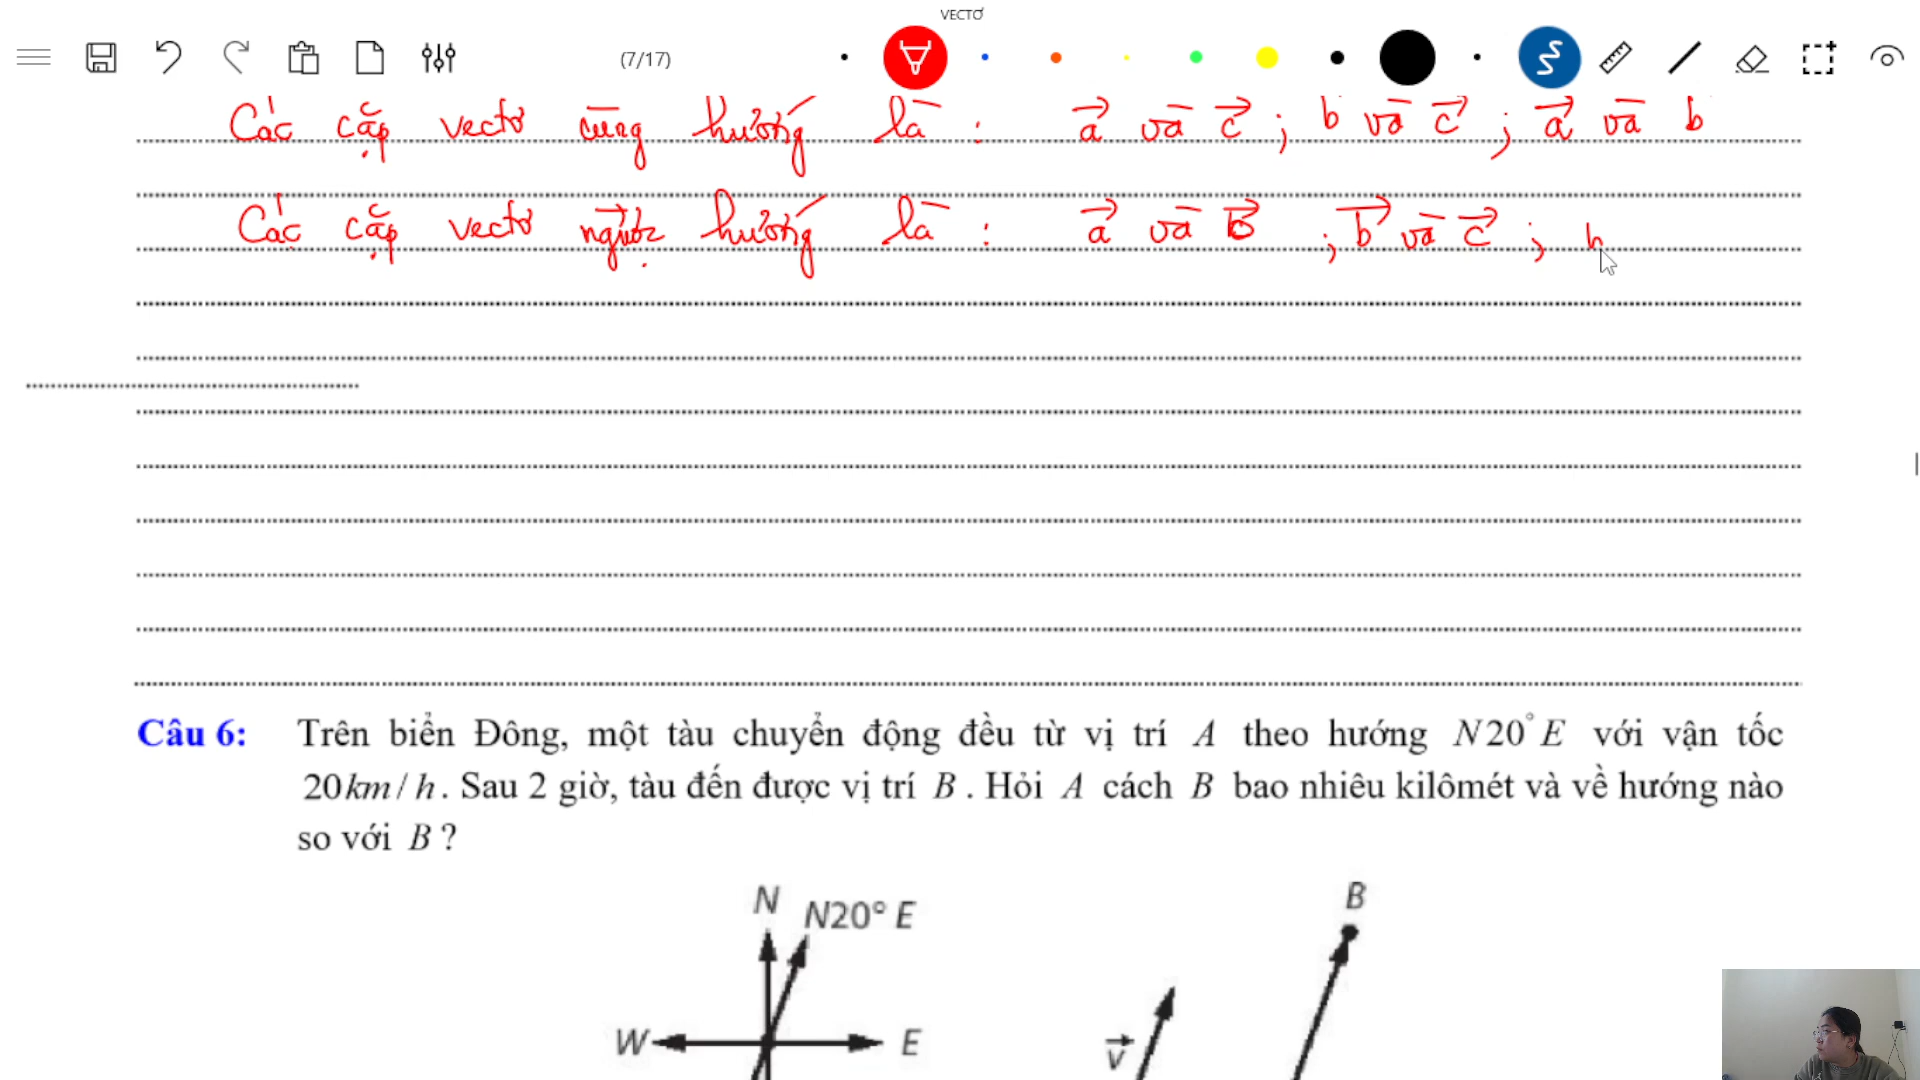 VECTƠ
(7/17)
Các cặp vectơ cùng hướng là : a và c ; b và c ; a và b
Các cặp vectơ ngược hướng là : a và ; b và c ;
Câu 6: Trên biển Đông, một tàu chuyển động đều từ vị trí A theo hướng N20°E với vận tốc
20km/h. Sau 2 giờ, tàu đến được vị trí B. Hỏi A cách B bao nhiêu kilômét và về hướng nào
so với B?
N N20° E B
W E v